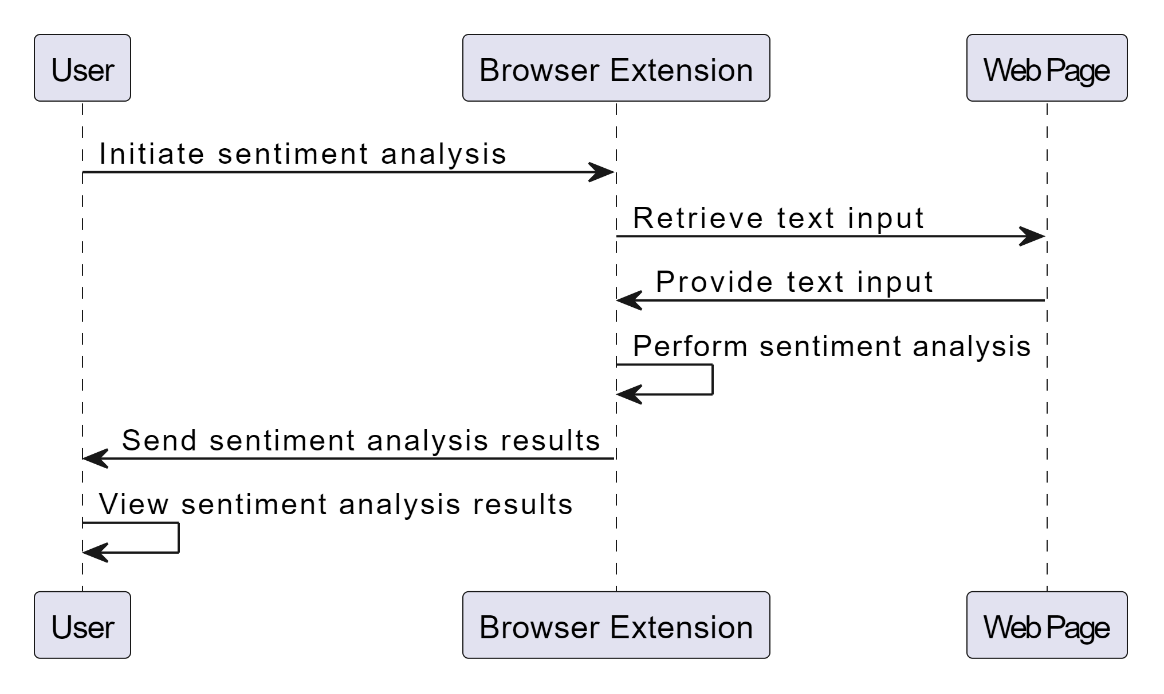 User
Browser Extension
Web Page
Initiate sentiment analysis
Retrieve text input
Provide text input
Perform sentiment analysis
Send sentiment analysis results
View sentiment analysis results
User
Browser Extension
Web Page